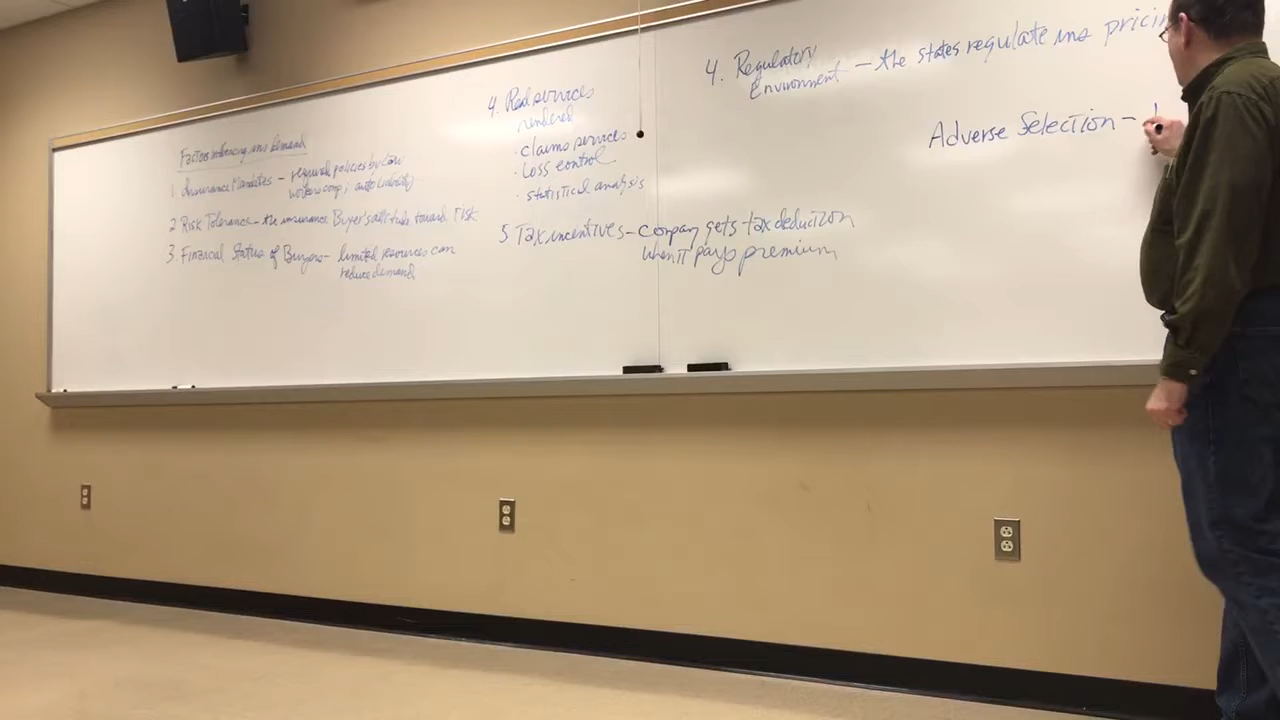 Factors influencing ins Demand
1. Insurance Mandates - required policies by law
workers comp; auto liability
2 Risk Tolerance - the insurance Buyer's attitude toward risk
3. Financial Status of Buyers - limited resources can
reduce demand
4. Real services
rendered
· claims services
· Loss control
· statistical analysis
5 Tax incentives - company gets tax deduction
when it pays premium
4. Regulatory
Environment - the states regulate ins pricin
Adverse Selection -